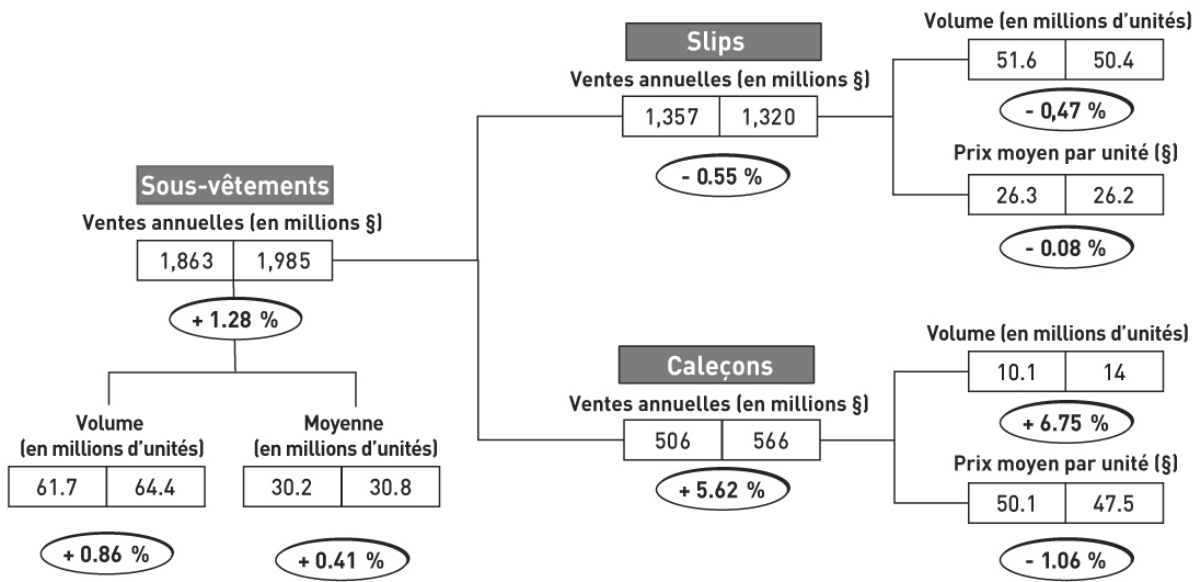 Sous-vêtements
Ventes annuelles (en millions §)
1,863 1,985
+ 1.28 %
Volume
(en millions d'unités)
61.7 64.4
+ 0.86 %
Moyenne
(en millions d'unités)
30.2 30.8
+ 0.41 %
Slips
Ventes annuelles (en millions §)
1,357 1,320
- 0.55 %
Volume (en millions d'unités)
51.6 50.4
- 0,47 %
Prix moyen par unité (§)
26.3 26.2
- 0.08 %
Caleçons
Ventes annuelles (en millions §)
506 566
+ 5.62 %
Volume (en millions d'unités)
10.1 14
+ 6.75 %
Prix moyen par unité (§)
50.1 47.5
- 1.06 %